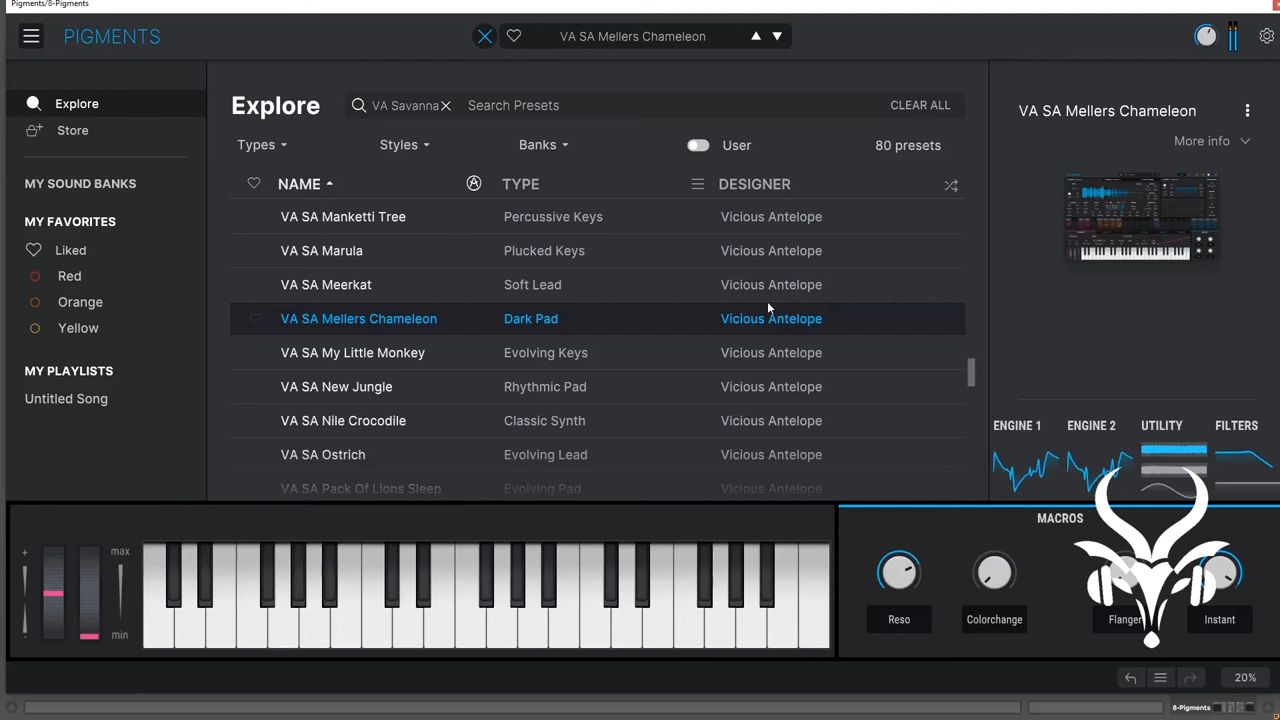 Pigments/8-Pigments
PIGMENTS
VA SA Mellers Chameleon
Explore
Store
MY SOUND BANKS
MY FAVORITES
Liked
Red
Orange
Yellow
MY PLAYLISTS
Untitled Song
Explore
VA Savanna
Search Presets
CLEAR ALL
Types
Styles
Banks
User
80 presets
NAME TYPE DESIGNER
VA SA Manketti Tree Percussive Keys Vicious Antelope
VA SA Marula Plucked Keys Vicious Antelope
VA SA Meerkat Soft Lead Vicious Antelope
VA SA Mellers Chameleon Dark Pad Vicious Antelope
VA SA My Little Monkey Evolving Keys Vicious Antelope
VA SA New Jungle Rhythmic Pad Vicious Antelope
VA SA Nile Crocodile Classic Synth Vicious Antelope
VA SA Ostrich Evolving Lead Vicious Antelope
VA SA Pack Of Lions Sleep Evolving Pad Vicious Antelope
VA SA Mellers Chameleon
More info
ENGINE 1 ENGINE 2 UTILITY FILTERS
+
-
max
min
MACROS
Reso Colorchange Flanger Instant
20%
8-Pigments